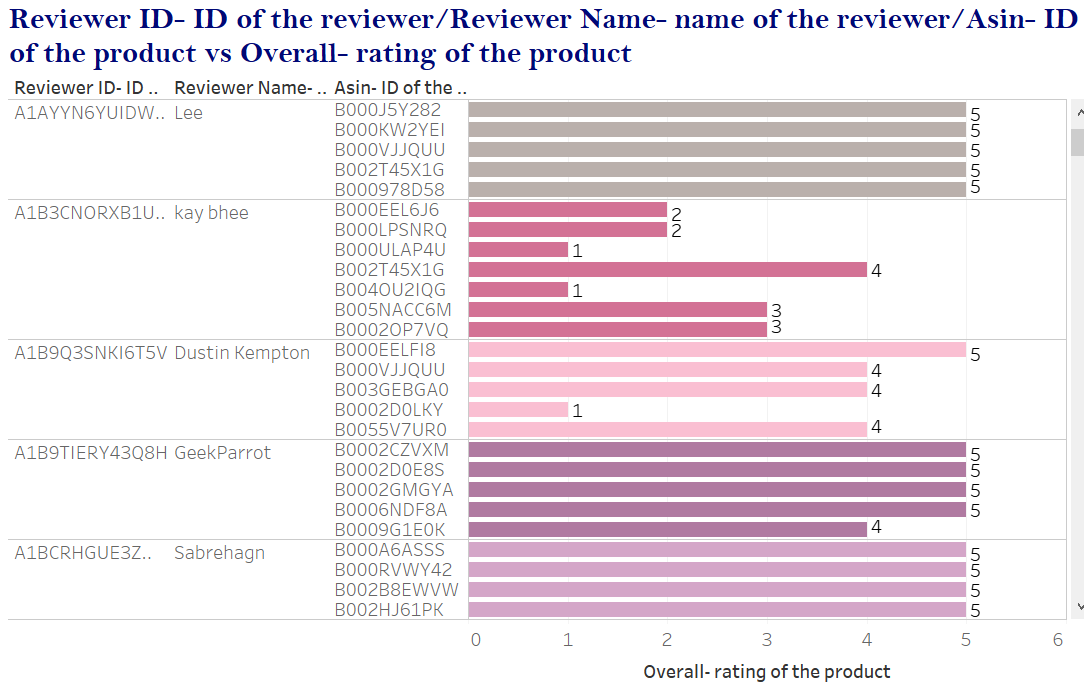 Reviewer ID- ID of the reviewer/Reviewer Name- name of the reviewer/Asin- ID
of the product vs Overall- rating of the product
Reviewer ID- ID .. Reviewer Name- .. Asin- ID of the ..
A1AYYN6YUIDW.. Lee B000J5Y282 5
B000KW2YEI 5
B000VJJQUU 5
B002T45X1G 5
B000978D58 5
A1B3CNORXB1U.. kay bhee B000EEL6J6 2
B000LPSNRQ 2
B000ULAP4U 1
B002T45X1G 4
B004OU2IQG 1
B005NACC6M 3
B0002OP7VQ 3
A1B9Q3SNKI6T5V Dustin Kempton B000EELFI8 5
B000VJJQUU 4
B003GEBGA0 4
B0002D0LKY 1
B0055V7UR0 4
A1B9TIERY43Q8H GeekParrot B0002CZVXM 5
B0002D0E8S 5
B0002GMGYA 5
B0006NDF8A 5
B0009G1E0K 4
A1BCRHGUE3Z.. Sabrehagn B000A6ASSS 5
B000RVWY42 5
B002B8EWVW 5
B002HJ61PK 5
0 1 2 3 4 5 6
Overall- rating of the product